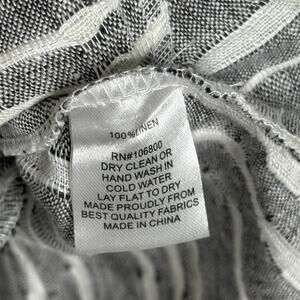 100% LINEN
RN#106800
DRY CLEAN OR
HAND WASH IN
COLD WATER
LAY FLAT TO DRY
MADE PROUDLY FROM
BEST QUALITY FABRICS
MADE IN CHINA